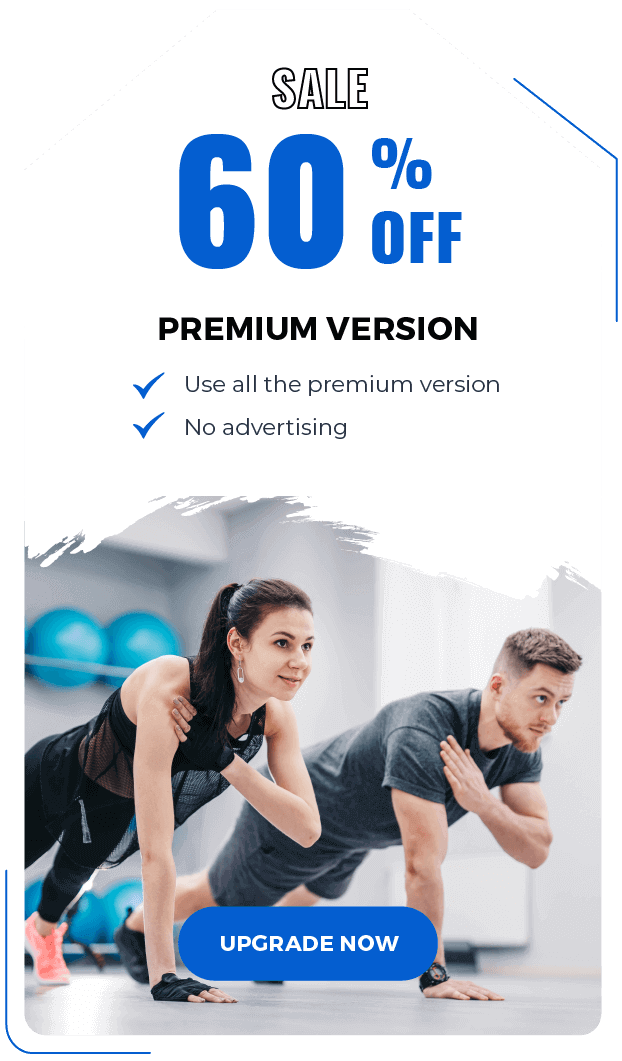 SALE
60 %
OFF
PREMIUM VERSION
Use all the premium version
No advertising
UPGRADE NOW